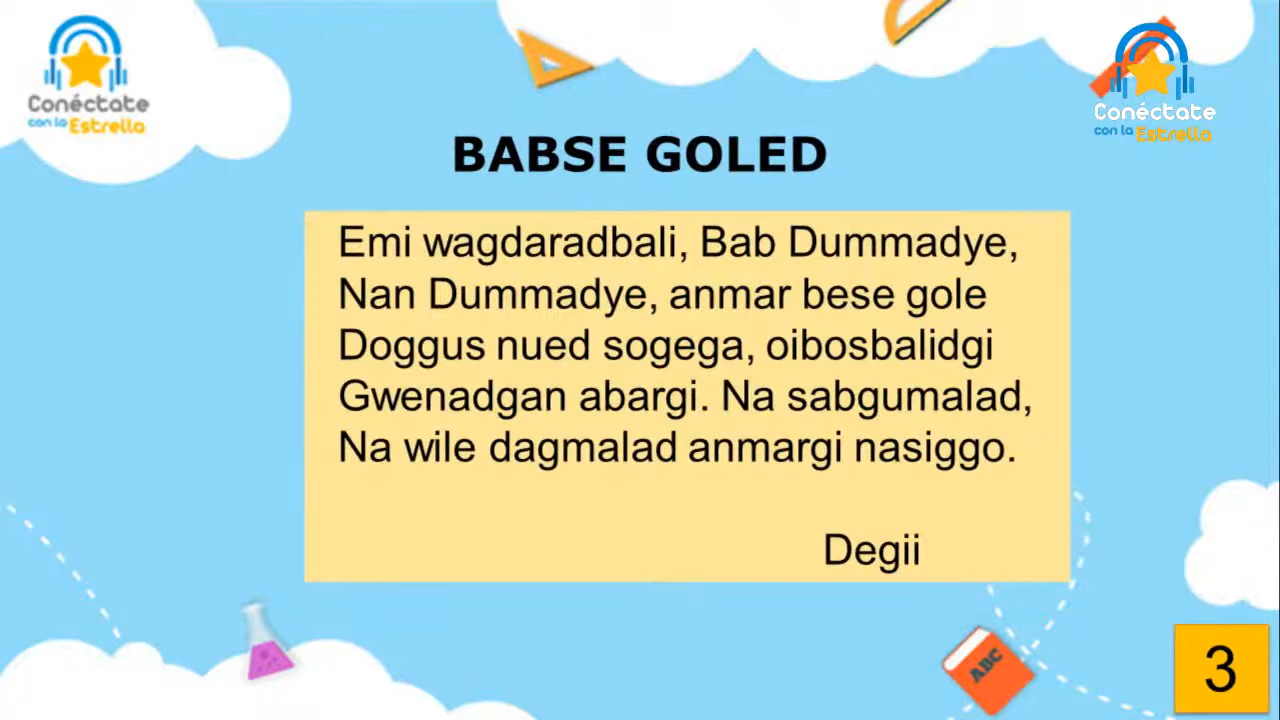 Conéctate
con la Estrella
Conéctate
con la Estrella
BABSE GOLED
Emi wagdaradbali, Bab Dummadye,
Nan Dummadye, anmar bese gole
Doggus nued sogega, oibosbalidgi
Gwenadgan abargi. Na sabgumalad,
Na wile dagmalad anmargi nasiggo.
Degii
ABC
3